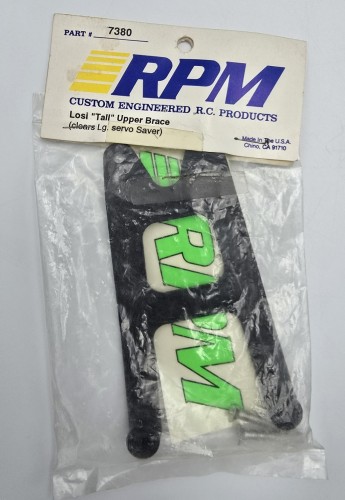 PART # 7380
RPM
CUSTOM ENGINEERED R.C. PRODUCTS
Losi "Tall" Upper Brace
(clears Lg. servo Saver)
Made in The U.S.A.
Chino, CA 91710
RPM